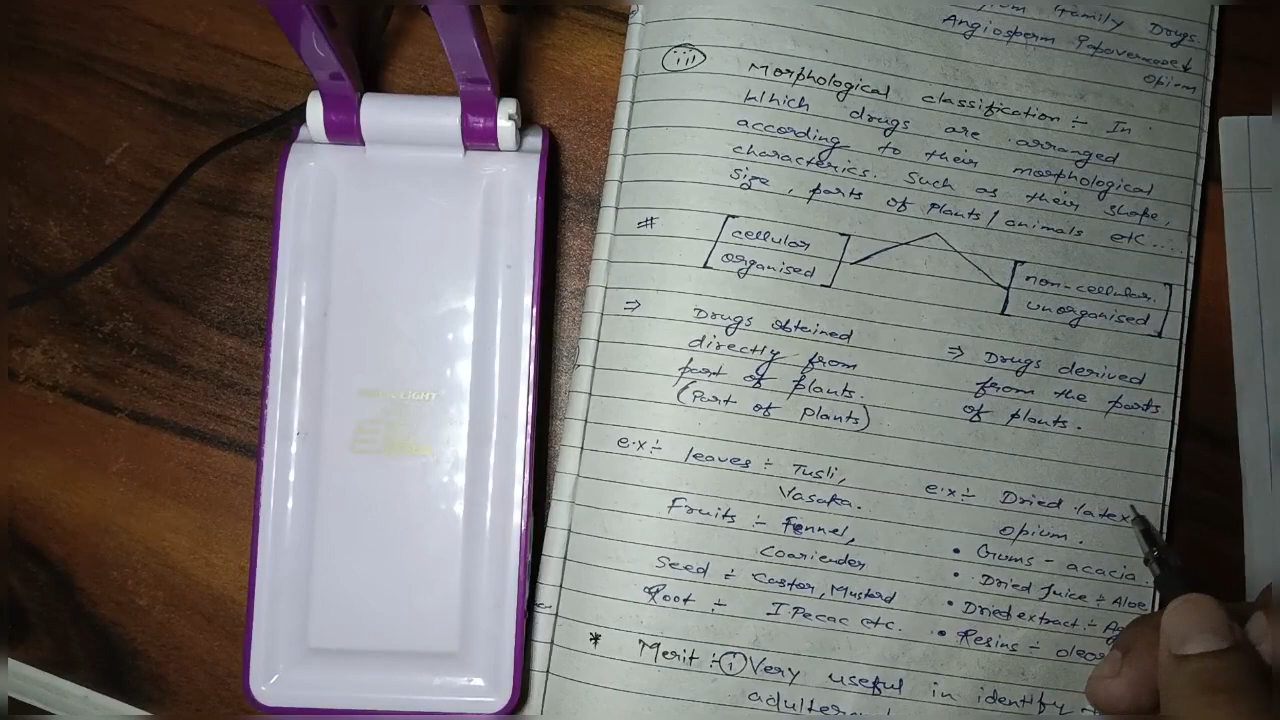 Family Drugs
Angiosperm Papaveraceae
opium
(iii) Morphological classification :- In
which drugs are arranged
according to their morphological
characterics. Such as their shape,
size, parts of plants/animals etc....
# [cellular organised] [non-cellular. unorganised]
⇒ Drugs obtained
directly from
part of plants.
(Part of plants)
⇒ Drugs derived
from the parts
of plants.
e.x:- leaves :- Tusli,
Vasaka.
Fruits :- fennel,
Coariender
Seed :- Castor, Mustard
Root :- I.Pecac etc.
e.x:- Dried latex
opium.
• Gums - acacia.
• Dried Juice :- Aloe
• Dried extract :-
• Resins :-
* Merit :- (i) Very useful in identify